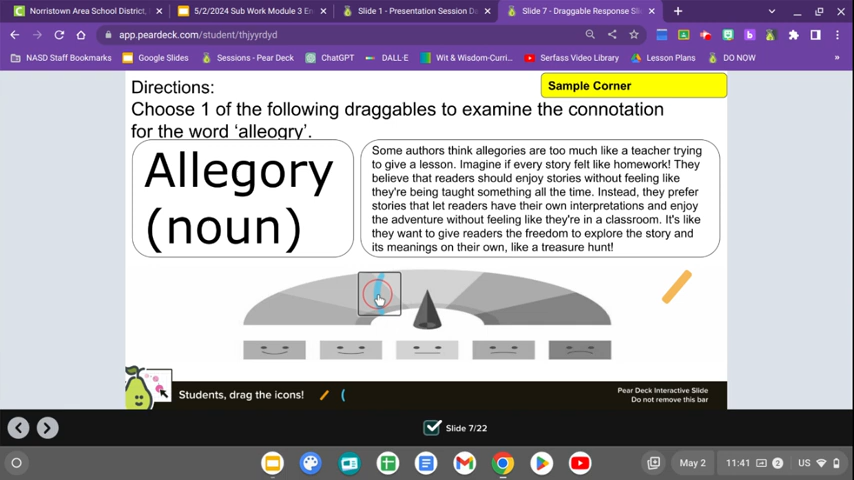 Norristown Area School District,
5/2/2024 Sub Work Module 3 En
Slide 1 - Presentation Session Da
Slide 7 - Draggable Response Sli
app.peardeck.com/student/thjyyrdyd
NASD Staff Bookmarks
Google Slides
Sessions - Pear Deck
ChatGPT
DALL·E
Wit & Wisdom-Curri...
Serfass Video Library
Lesson Plans
DO NOW
»
Directions:
Sample Corner
Choose 1 of the following draggables to examine the connotation
for the word ‘alleogry’.
Allegory
(noun)
Some authors think allegories are too much like a teacher trying
to give a lesson. Imagine if every story felt like homework! They
believe that readers should enjoy stories without feeling like
they're being taught something all the time. Instead, they prefer
stories that let readers have their own interpretations and enjoy
the adventure without feeling like they're in a classroom. It's like
they want to give readers the freedom to explore the story and
its meanings on their own, like a treasure hunt!
Students, drag the icons!
Pear Deck Interactive Slide
Do not remove this bar
Slide 7/22
May 2
11:41
2
US